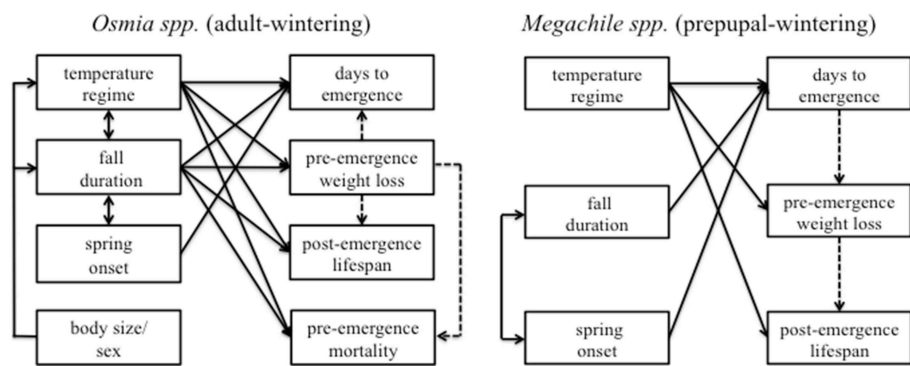 Osmia spp. (adult-wintering)
temperature
regime
fall
duration
spring
onset
body size/
sex
days to
emergence
pre-emergence
weight loss
post-emergence
lifespan
pre-emergence
mortality
Megachile spp. (prepupal-wintering)
temperature
regime
fall
duration
spring
onset
days to
emergence
pre-emergence
weight loss
post-emergence
lifespan